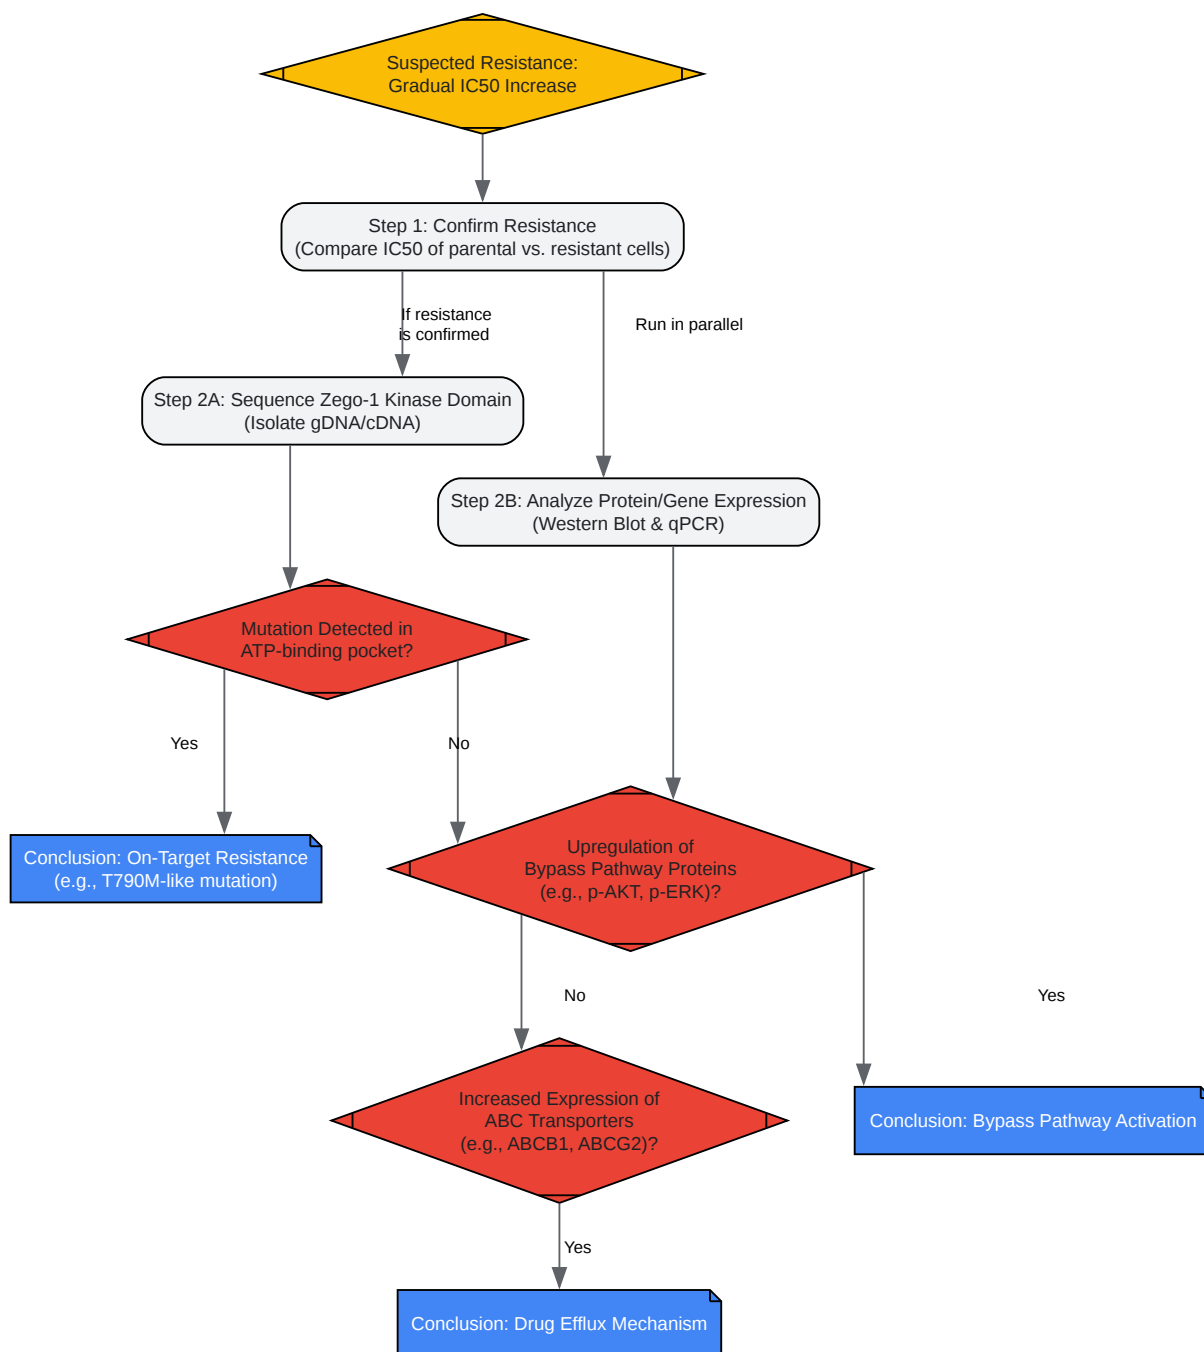 Suspected Resistance:
Gradual IC50 Increase
Step 1: Confirm Resistance
(Compare IC50 of parental vs. resistant cells)
If resistance
is confirmed
Run in parallel
Step 2A: Sequence Zego-1 Kinase Domain
(Isolate gDNA/cDNA)
Step 2B: Analyze Protein/Gene Expression
(Western Blot & qPCR)
Mutation Detected in
ATP-binding pocket?
Yes
No
Conclusion: On-Target Resistance
(e.g., T790M-like mutation)
Upregulation of
Bypass Pathway Proteins
(e.g., p-AKT, p-ERK)?
No
Yes
Increased Expression of
ABC Transporters
(e.g., ABCB1, ABCG2)?
Conclusion: Bypass Pathway Activation
Yes
Conclusion: Drug Efflux Mechanism